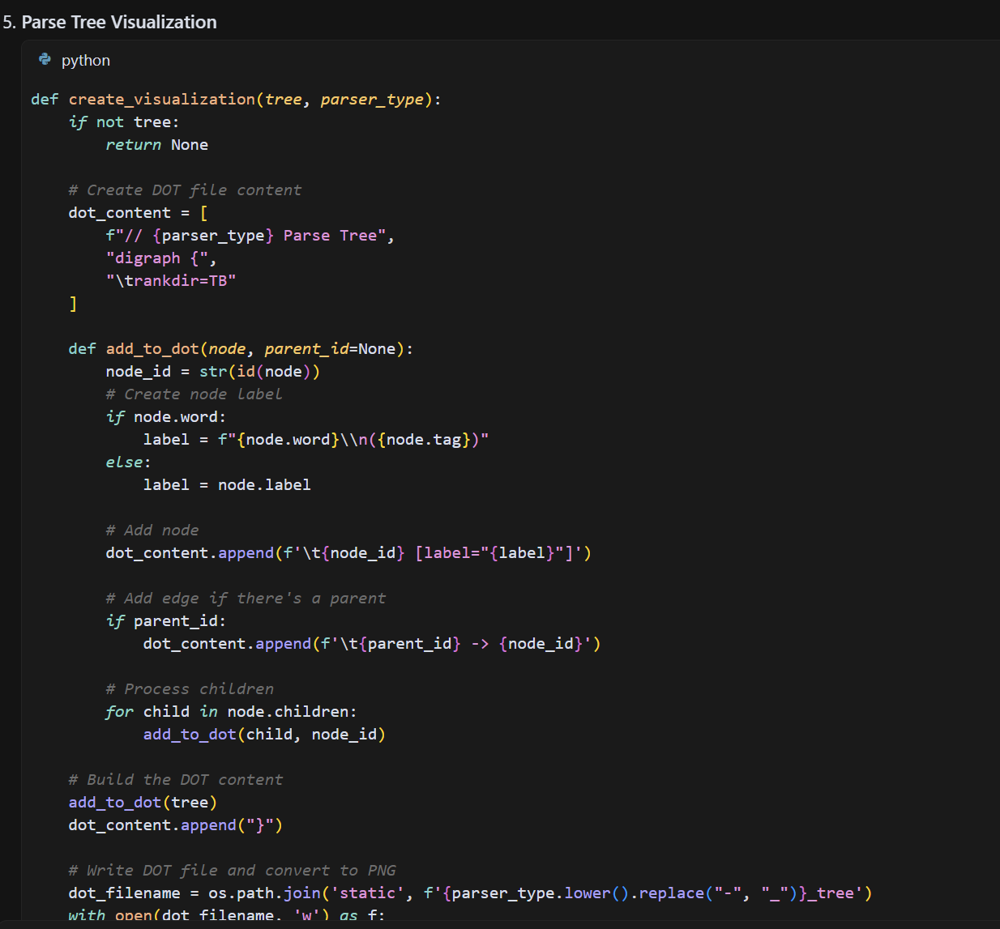 5. Parse Tree Visualization
python
def create_visualization(tree, parser_type):
    if not tree:
        return None
    # Create DOT file content
    dot_content = [
        f"// {parser_type} Parse Tree",
        "digraph {",
        "\trankdir=TB"
    ]
    def add_to_dot(node, parent_id=None):
        node_id = str(id(node))
        # Create node label
        if node.word:
            label = f"{node.word}\\n({node.tag})"
        else:
            label = node.label
        # Add node
        dot_content.append(f'\t{node_id} [label="{label}"]')
        # Add edge if there's a parent
        if parent_id:
            dot_content.append(f'\t{parent_id} -> {node_id}')
        # Process children
        for child in node.children:
            add_to_dot(child, node_id)
    # Build the DOT content
    add_to_dot(tree)
    dot_content.append("}")
    # Write DOT file and convert to PNG
    dot_filename = os.path.join('static', f'{parser_type.lower().replace("-", "_")}_tree')
    with open(dot_filename, 'w') as f: